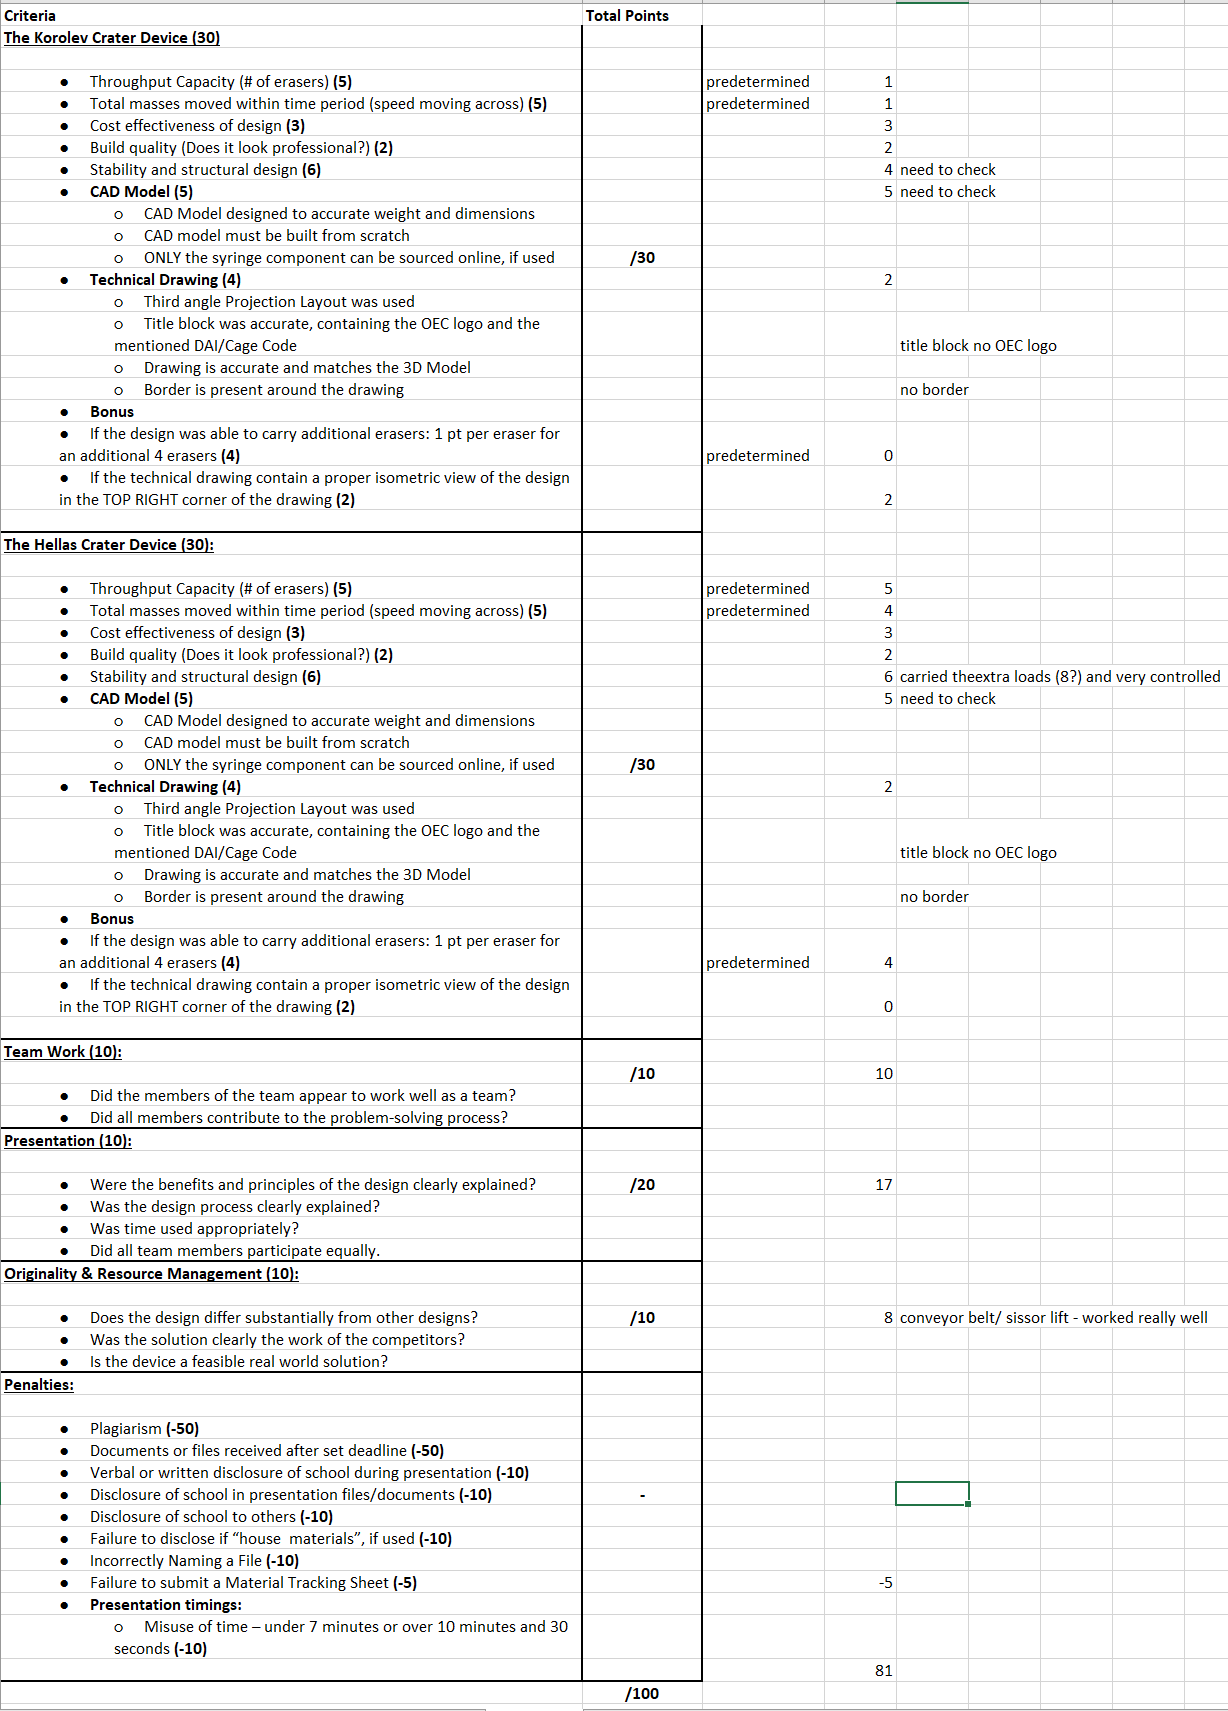 Criteria Total Points
The Korolev Crater Device (30)
● Throughput Capacity (# of erasers) (5) predetermined 1
● Total masses moved within time period (speed moving across) (5) predetermined 1
● Cost effectiveness of design (3) 3
● Build quality (Does it look professional?) (2) 2
● Stability and structural design (6) 4 need to check
● CAD Model (5) 5 need to check
o CAD Model designed to accurate weight and dimensions
o CAD model must be built from scratch
o ONLY the syringe component can be sourced online, if used /30
● Technical Drawing (4) 2
o Third angle Projection Layout was used
o Title block was accurate, containing the OEC logo and the
mentioned DAI/Cage Code title block no OEC logo
o Drawing is accurate and matches the 3D Model
o Border is present around the drawing no border
● Bonus
● If the design was able to carry additional erasers: 1 pt per eraser for
an additional 4 erasers (4) predetermined 0
● If the technical drawing contain a proper isometric view of the design
in the TOP RIGHT corner of the drawing (2) 2
The Hellas Crater Device (30):
● Throughput Capacity (# of erasers) (5) predetermined 5
● Total masses moved within time period (speed moving across) (5) predetermined 4
● Cost effectiveness of design (3) 3
● Build quality (Does it look professional?) (2) 2
● Stability and structural design (6) 6 carried theextra loads (8?) and very controlled
● CAD Model (5) 5 need to check
o CAD Model designed to accurate weight and dimensions
o CAD model must be built from scratch
o ONLY the syringe component can be sourced online, if used /30
● Technical Drawing (4) 2
o Third angle Projection Layout was used
o Title block was accurate, containing the OEC logo and the
mentioned DAI/Cage Code title block no OEC logo
o Drawing is accurate and matches the 3D Model
o Border is present around the drawing no border
● Bonus
● If the design was able to carry additional erasers: 1 pt per eraser for
an additional 4 erasers (4) predetermined 4
● If the technical drawing contain a proper isometric view of the design
in the TOP RIGHT corner of the drawing (2) 0
Team Work (10):
/10 10
● Did the members of the team appear to work well as a team?
● Did all members contribute to the problem-solving process?
Presentation (10):
● Were the benefits and principles of the design clearly explained? /20 17
● Was the design process clearly explained?
● Was time used appropriately?
● Did all team members participate equally.
Originality & Resource Management (10):
● Does the design differ substantially from other designs? /10 8 conveyor belt/ sissor lift - worked really well
● Was the solution clearly the work of the competitors?
● Is the device a feasible real world solution?
Penalties:
● Plagiarism (-50)
● Documents or files received after set deadline (-50)
● Verbal or written disclosure of school during presentation (-10)
● Disclosure of school in presentation files/documents (-10) -
● Disclosure of school to others (-10)
● Failure to disclose if “house materials”, if used (-10)
● Incorrectly Naming a File (-10)
● Failure to submit a Material Tracking Sheet (-5) -5
● Presentation timings:
o Misuse of time – under 7 minutes or over 10 minutes and 30
seconds (-10)
81
/100